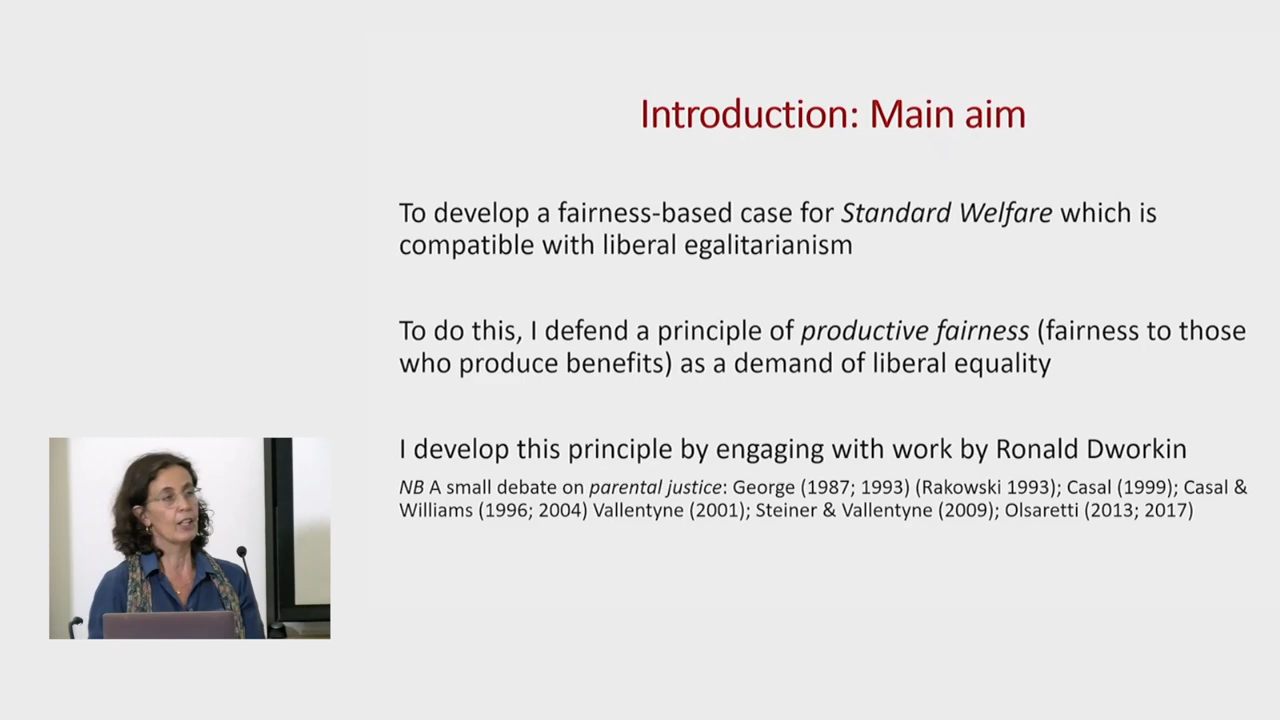 Introduction: Main aim
To develop a fairness-based case for Standard Welfare which is
compatible with liberal egalitarianism
To do this, I defend a principle of productive fairness (fairness to those
who produce benefits) as a demand of liberal equality
I develop this principle by engaging with work by Ronald Dworkin
NB A small debate on parental justice: George (1987; 1993) (Rakowski 1993); Casal (1999); Casal &
Williams (1996; 2004) Vallentyne (2001); Steiner & Vallentyne (2009); Olsaretti (2013; 2017)